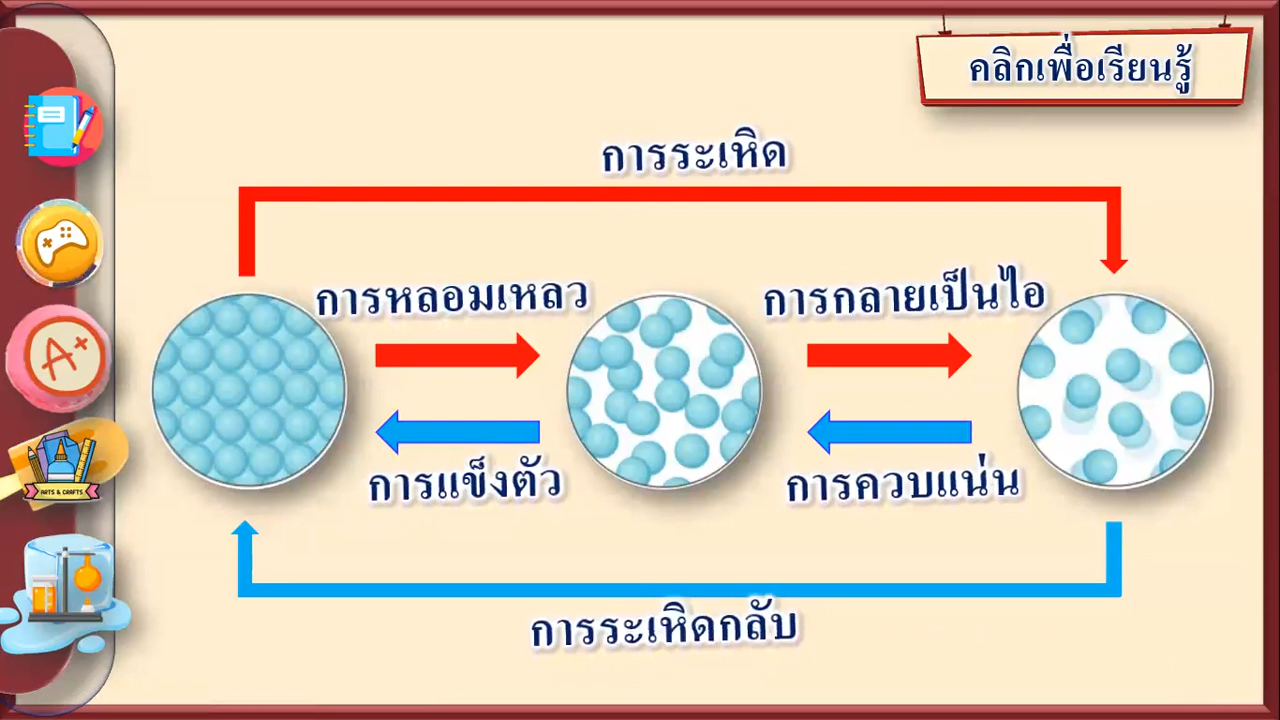 คลิกเพื่อเรียนรู้
การระเหิด
การหลอมเหลว
การกลายเป็นไอ
การแข็งตัว
การควบแน่น
การระเหิดกลับ
A+
ARTS & CRAFTS